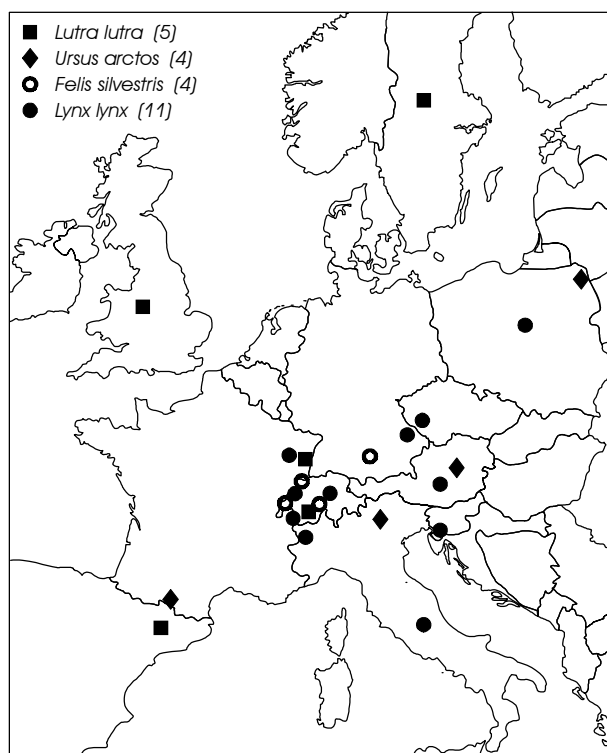 Lutra lutra (5)
Ursus arctos (4)
Felis silvestris (4)
Lynx lynx (11)